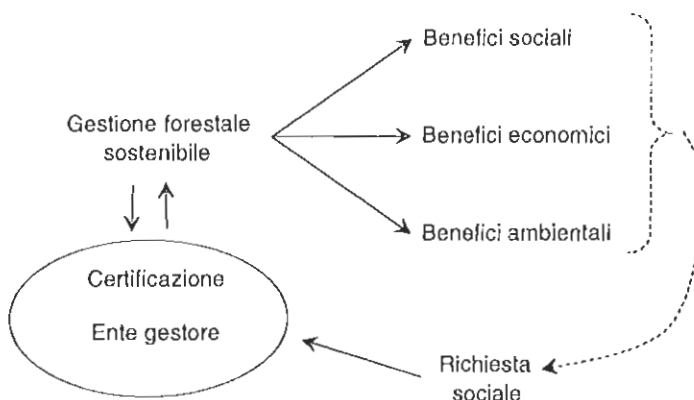 Benefici sociali
Gestione forestale
sostenibile
Benefici economici
Benefici ambientali
Certificazione
Ente gestore
Richiesta
sociale